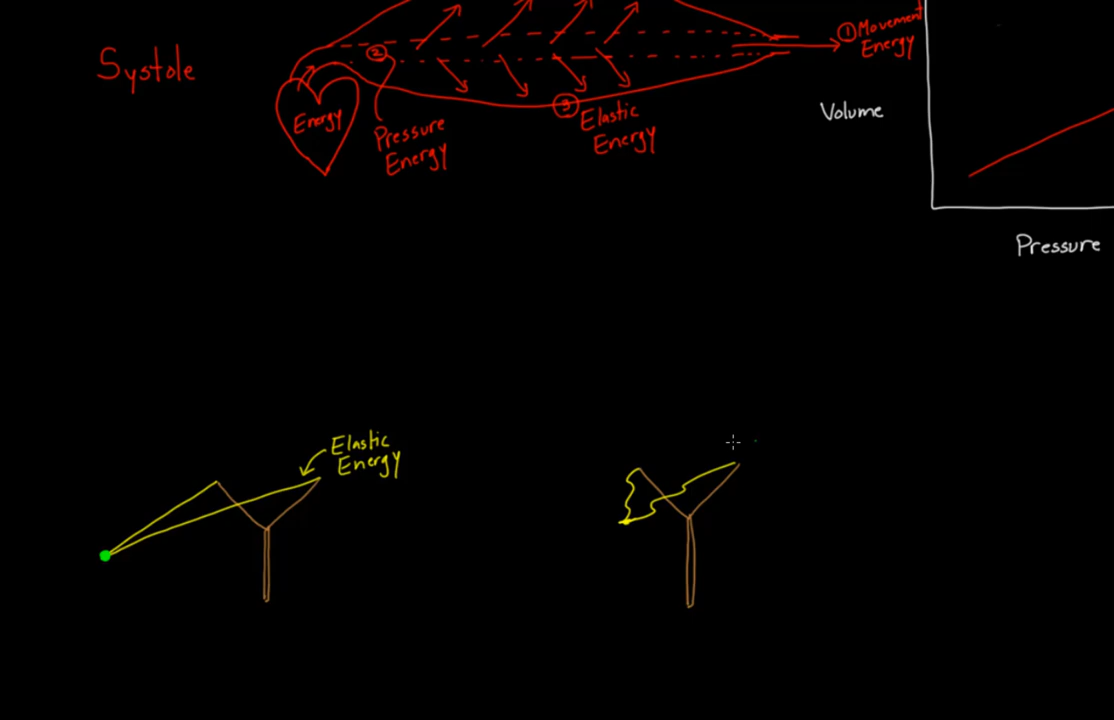 Systole
Energy
②
Pressure
Energy
③
Elastic
Energy
① Movement
Energy
Volume
Pressure
Elastic
Energy